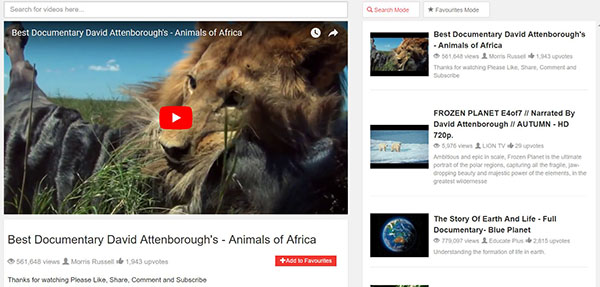 Search for videos here...
Best Documentary David Attenborough's - Animals of Africa
Best Documentary David Attenborough's - Animals of Africa
561,648 views Morris Russell 1,943 upvotes
+Add to Favourites
Thanks for watching Please Like, Share, Comment and Subscribe
Search Mode
Favourites Mode
Best Documentary David Attenborough's
- Animals of Africa
561,648 views Morris Russell 1,943 upvotes
Thanks for watching Please Like, Share, Comment and
Subscribe
FROZEN PLANET E4of7 // Narrated By
David Attenborough // AUTUMN - HD
720p.
5,976 views LIGN TV 29 upvotes
Ambitious and epic in scale, Frozen Planet is the ultimate
portrait of the polar regions, capturing all the fragile, jaw-
dropping beauty and majestic power of the elements, in the
greatest wildernesse
The Story Of Earth And Life - Full
Documentary- Blue Planet
779,097 views Educate Plus 2,815 upvotes
Understanding the formation of life in earth.